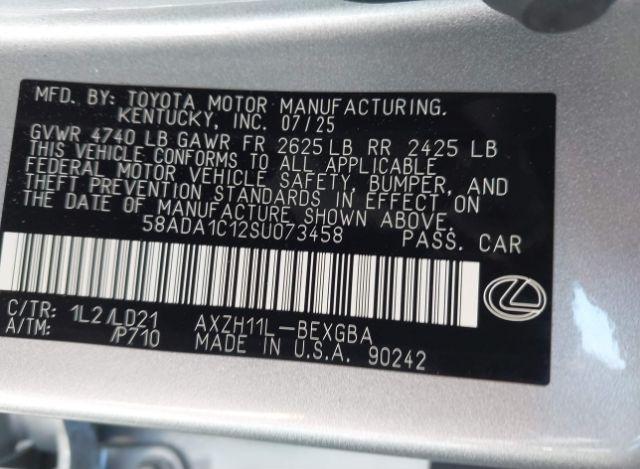 MFD. BY: TOYOTA MOTOR MANUFACTURING.
KENTUCKY, INC. 07/25
GVWR 4740 LB GAWR FR 2625 LB RR 2425 LB
THIS VEHICLE CONFORMS TO ALL APPLICABLE
FEDERAL MOTOR VEHICLE SAFETY, BUMPER, AND
THEFT PREVENTION STANDARDS IN EFFECT ON
THE DATE OF MANUFACTURE SHOWN ABOVE.
58ADA1C12SU073458 PASS. CAR
C/TR: 1L2/LD21 AXZH11L-BEXGBA
A/TM: /P710 MADE IN U.S.A. 90242